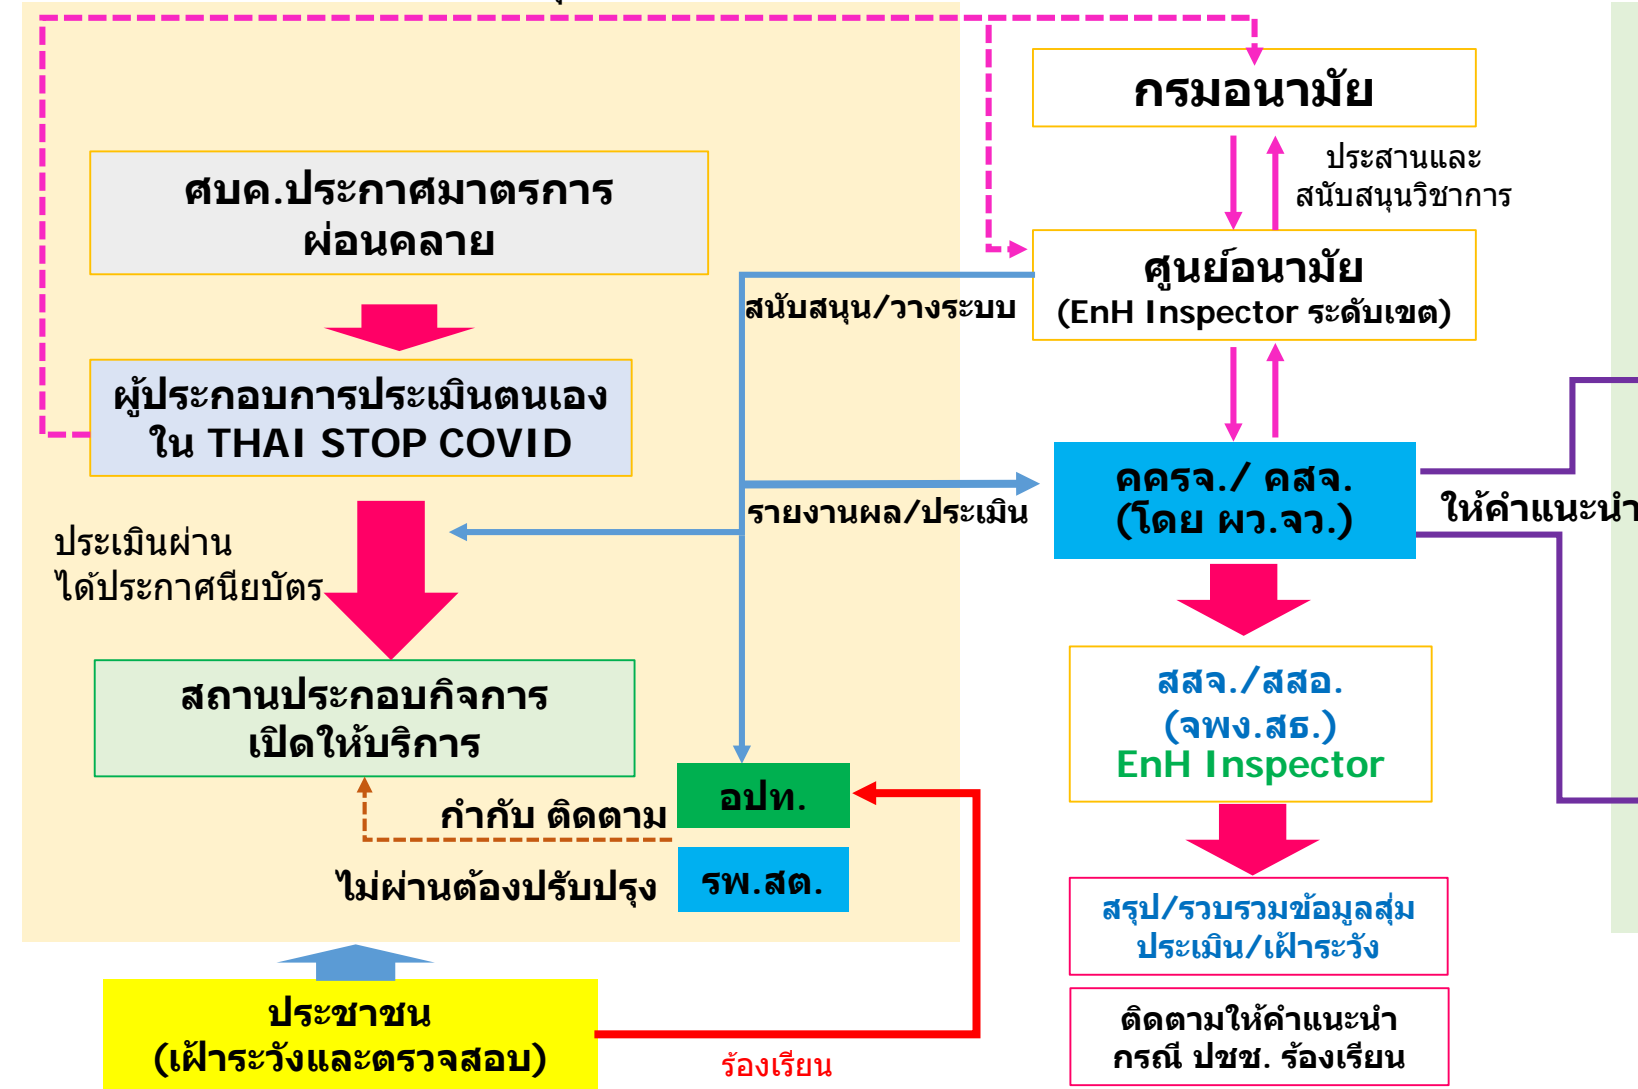 กรมอนามัย
ประสานและ
สนับสนุนวิชาการ
ศบค.ประกาศมาตรการ
ผ่อนคลาย
ศูนย์อนามัย
(EnH Inspector ระดับเขต)
สนับสนุน/วางระบบ
ผู้ประกอบการประเมินตนเอง
ใน THAI STOP COVID
คครจ./ คสจ.
(โดย ผว.จว.)
รายงานผล/ประเมิน
ให้คำแนะนำ
ประเมินผ่าน
ได้ประกาศนียบัตร
สถานประกอบกิจการ
เปิดให้บริการ
สสจ./สสอ.
(จพง.สธ.)
EnH Inspector
อปท.
กำกับ ติดตาม
รพ.สต.
ไม่ผ่านต้องปรับปรุง
สรุป/รวบรวมข้อมูลสุ่ม
ประเมิน/เฝ้าระวัง
ประชาชน
(เฝ้าระวังและตรวจสอบ)
ร้องเรียน
ติดตามให้คำแนะนำ
กรณี ปชช. ร้องเรียน